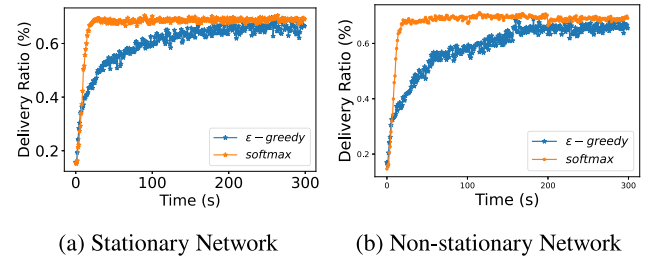 Delivery Ratio (%)
0.6
0.4
0.2
0
100
200
300
Time (s)
ε − greedy
softmax
(a) Stationary Network
Delivery Ratio (%)
0.6
0.4
0.2
0
100
200
300
Time (s)
ε − greedy
softmax
(b) Non-stationary Network